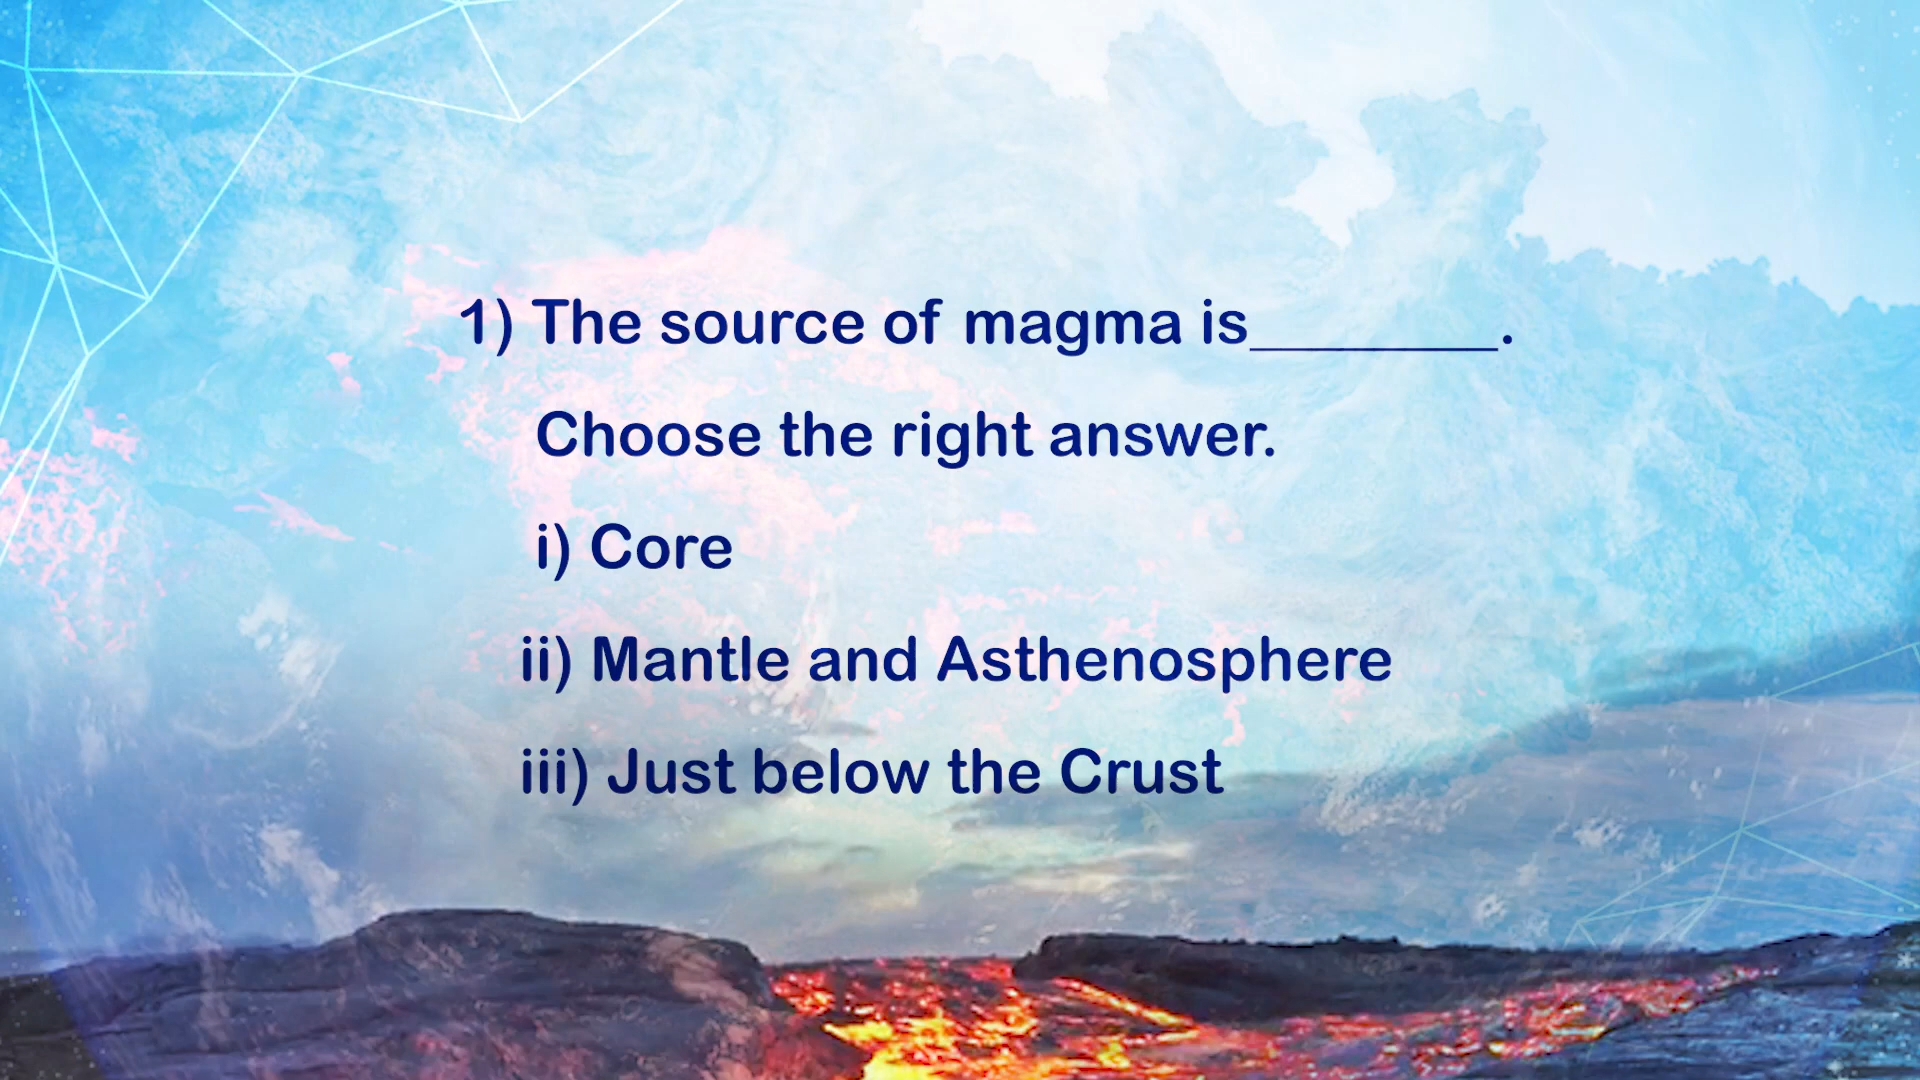 1) The source of magma is________.
Choose the right answer.
i) Core
ii) Mantle and Asthenosphere
iii) Just below the Crust